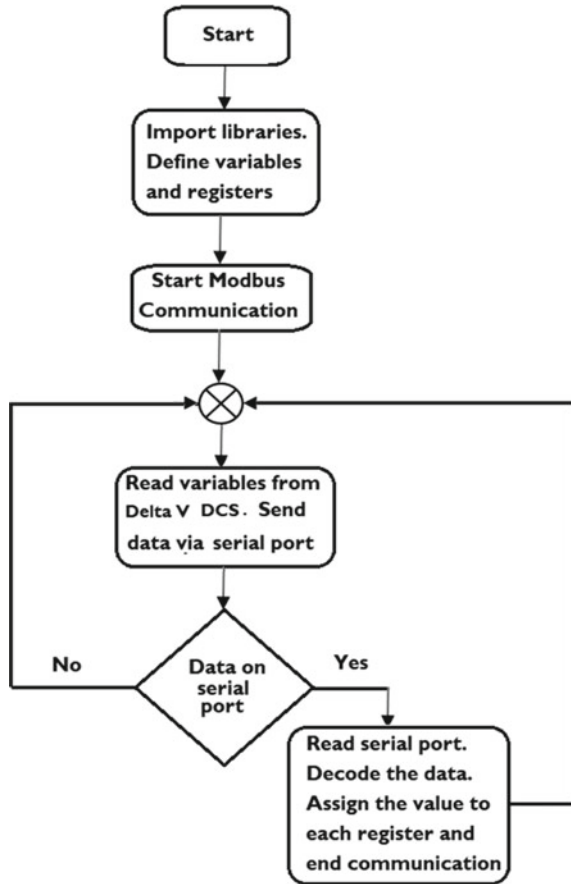 Start
Import libraries.
Define variables
and registers
Start Modbus
Communication
Read variables from
Delta V DCS. Send
data via serial port
No
Data on
serial
port
Yes
Read serial port.
Decode the data.
Assign the value to
each register and
end communication